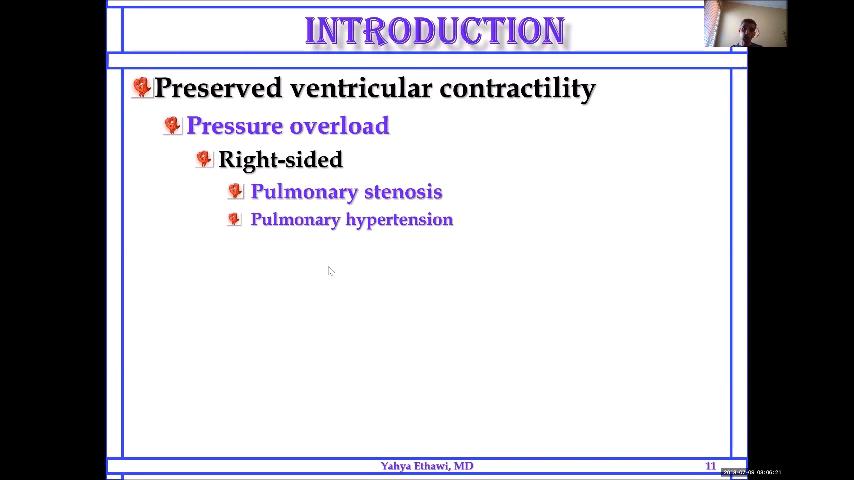 INTRODUCTION
Preserved ventricular contractility
Pressure overload
Right-sided
Pulmonary stenosis
Pulmonary hypertension
Yahya Ethawi, MD
11